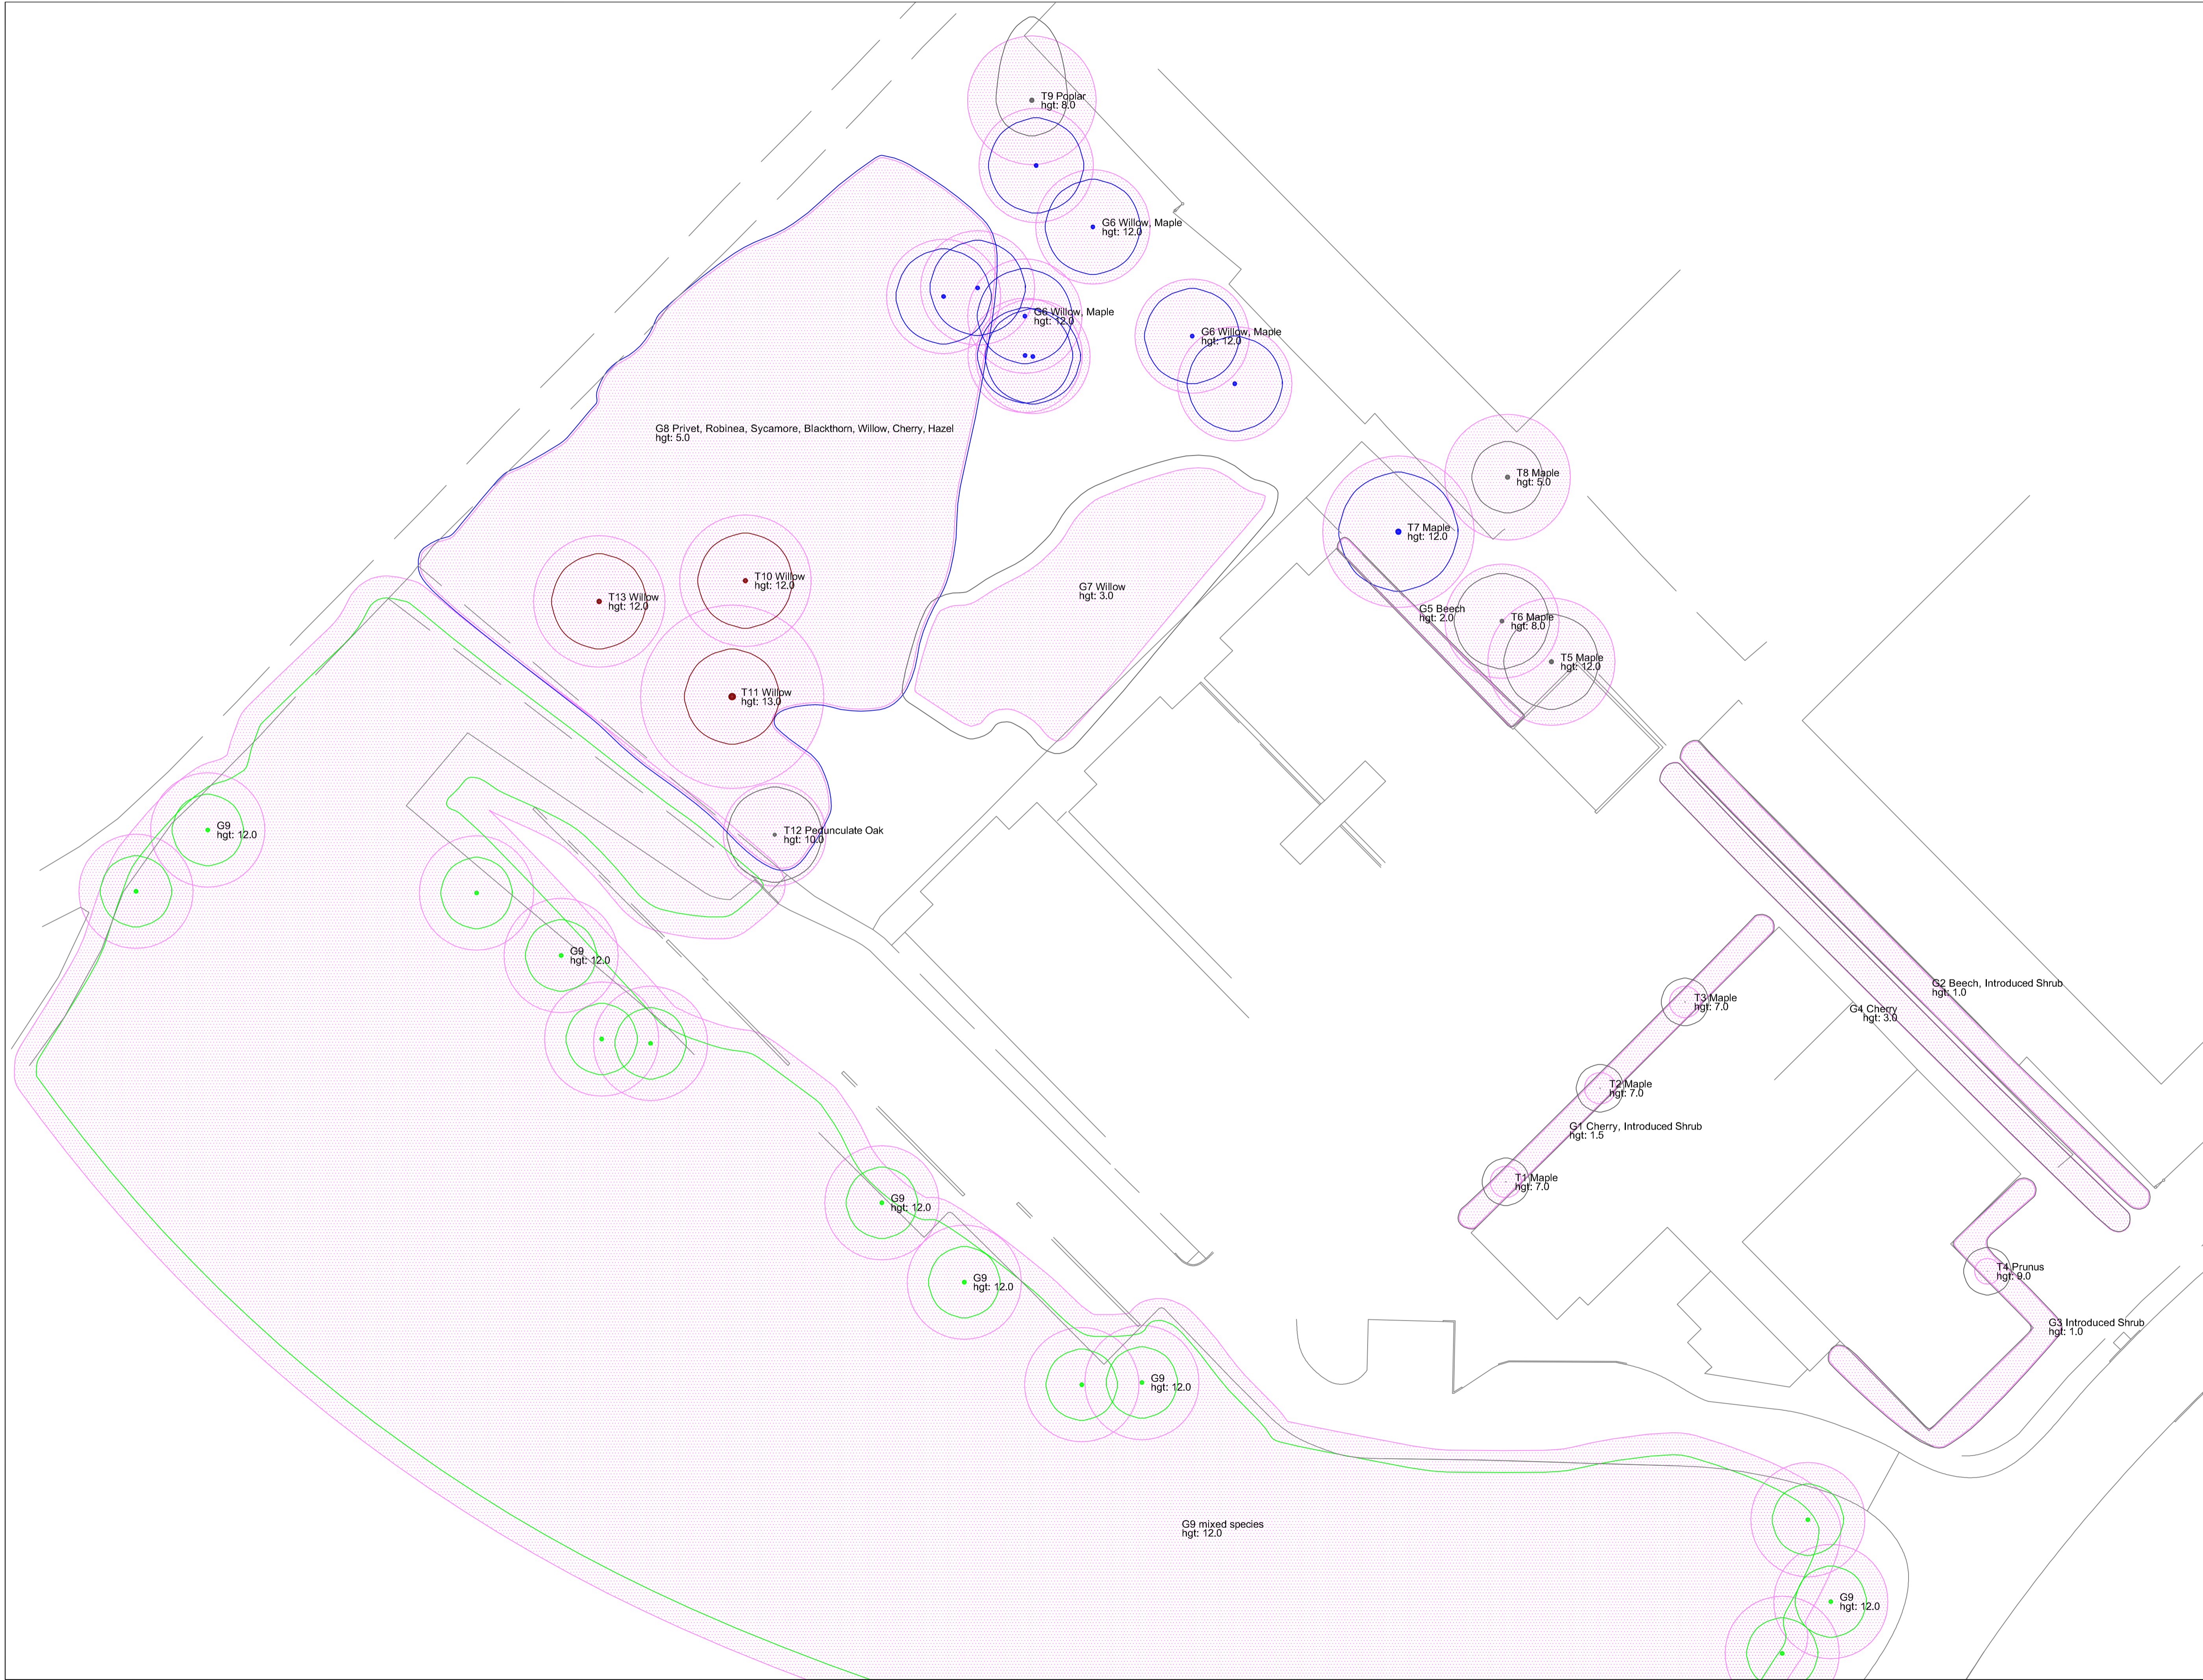 T9 Poplar
hgt: 8.0
G6 Willow, Maple
hgt: 12.0
G6 Willow, Maple
hgt: 12.0
G6 Willow, Maple
hgt: 12.0
G8 Privet, Robinea, Sycamore, Blackthorn, Willow, Cherry, Hazel
hgt: 5.0
T8 Maple
hgt: 5.0
T7 Maple
hgt: 12.0
T10 Willow
hgt: 12.0
T13 Willow
hgt: 12.0
G7 Willow
hgt: 3.0
G5 Beech
hgt: 2.0
T6 Maple
hgt: 8.0
T5 Maple
hgt: 12.0
T11 Willow
hgt: 13.0
G9
hgt: 12.0
T12 Pedunculate Oak
hgt: 10.0
G9
hgt: 12.0
G2 Beech, Introduced Shrub
hgt: 1.0
T3 Maple
hgt: 7.0
G4 Cherry
hgt: 3.0
T2 Maple
hgt: 7.0
G1 Cherry, Introduced Shrub
hgt: 1.5
T1 Maple
hgt: 7.0
G9
hgt: 12.0
T4 Prunus
hgt: 9.0
G9
hgt: 12.0
G3 Introduced Shrub
hgt: 1.0
G9
hgt: 12.0
G9 mixed species
hgt: 12.0
G9
hgt: 12.0